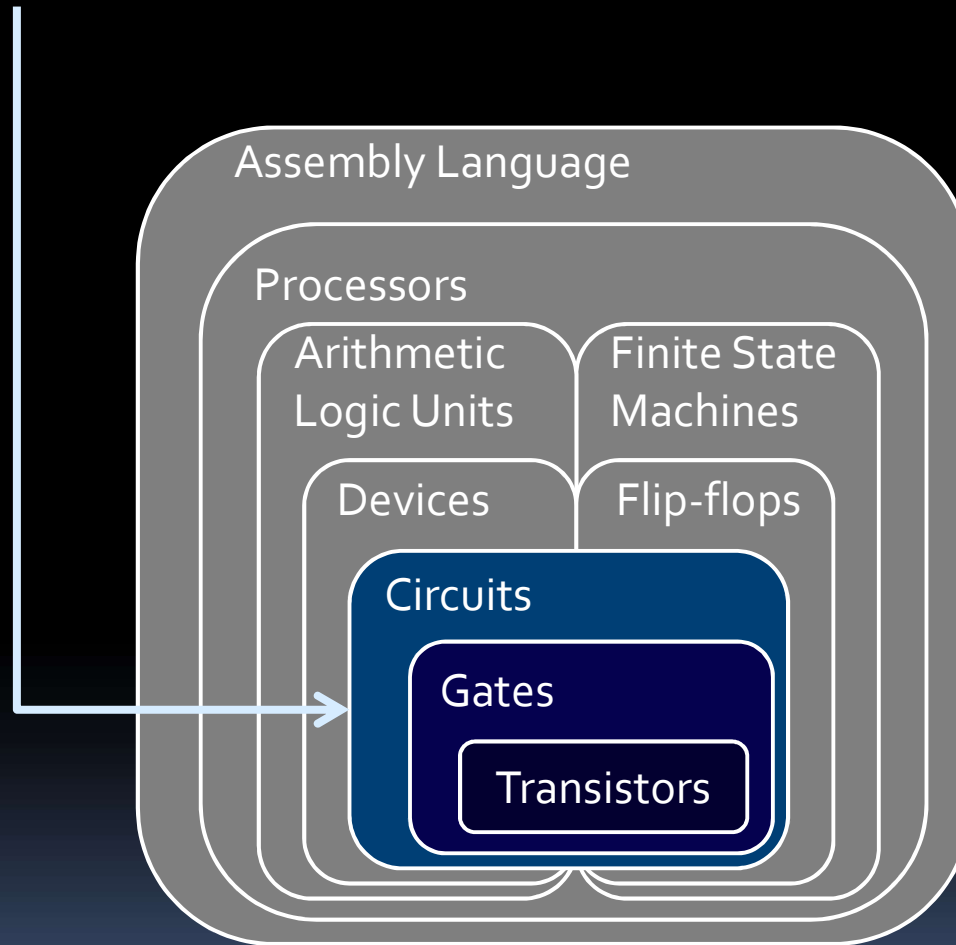 Assembly Language
Processors
Arithmetic
Logic Units
Finite State
Machines
Devices
Flip-flops
Circuits
Gates
Transistors